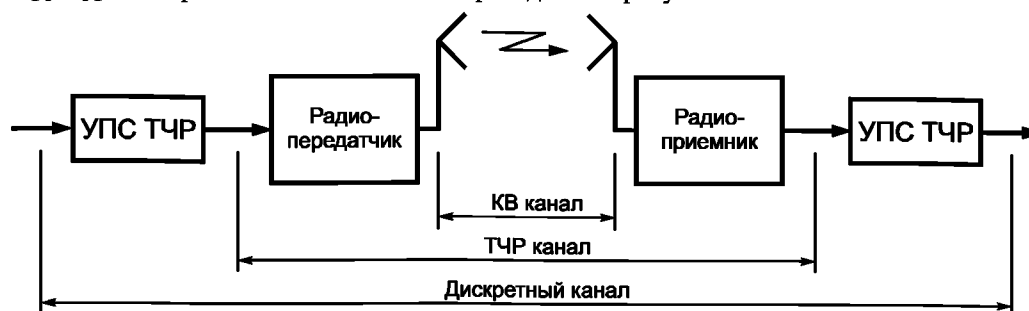 УПС ТЧР
Радио-
передатчик
Радио-
приемник
УПС ТЧР
КВ канал
ТЧР канал
Дискретный канал